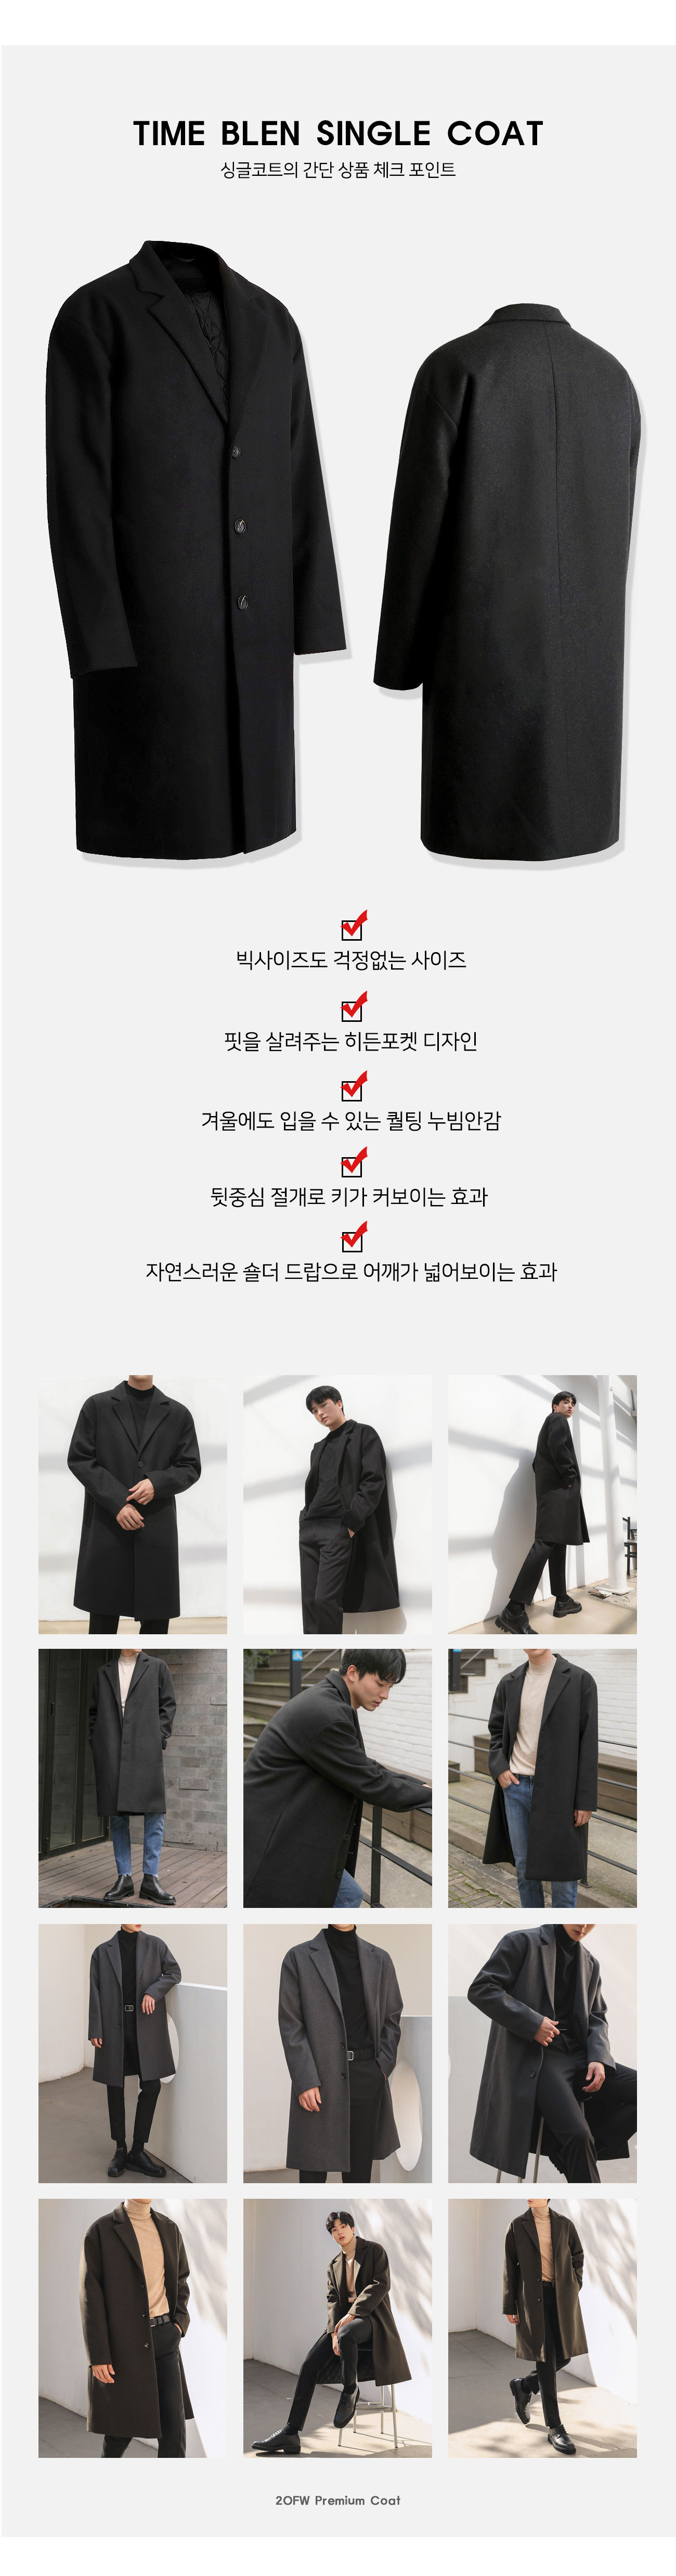 TIME BLEN SINGLE COAT
싱글코트의 간단 상품 체크 포인트
빅사이즈도 걱정없는 사이즈
핏을 살려주는 히든포켓 디자인
겨울에도 입을 수 있는 퀄팅 누빔안감
뒷중심 절개로 키가 커보이는 효과
자연스러운 숄더 드랍으로 어깨가 넓어보이는 효과
20FW Premium Coat